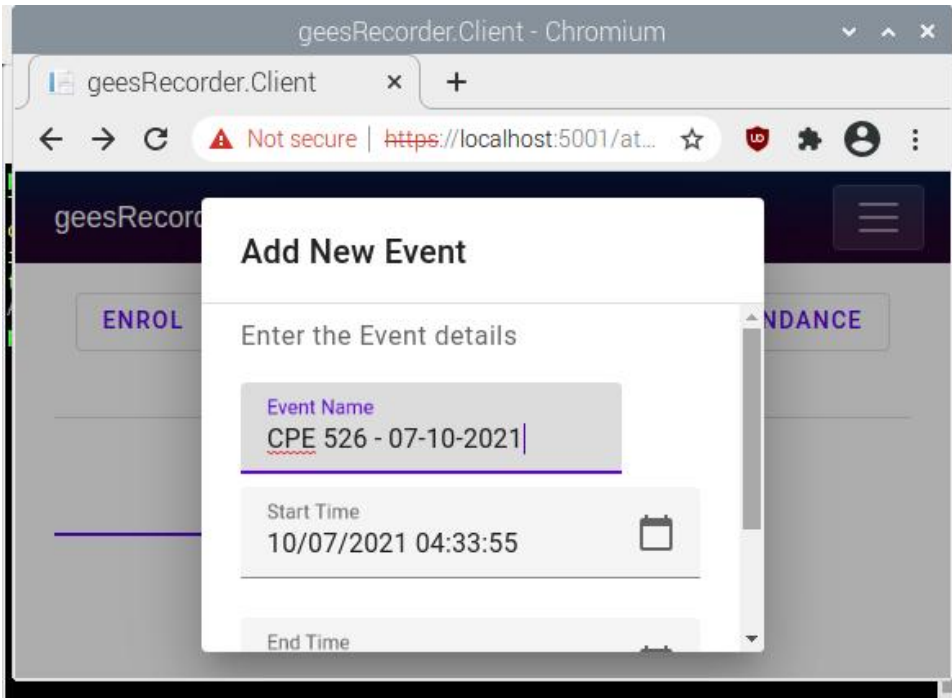 geesRecorder.Client - Chromium
geesRecorder.Client
Not secure | https://localhost:5001/at...
geesRecord
Add New Event
ENROL
NDANCE
Enter the Event details
Event Name
CPE 526 - 07-10-2021
Start Time
10/07/2021 04:33:55
End Time